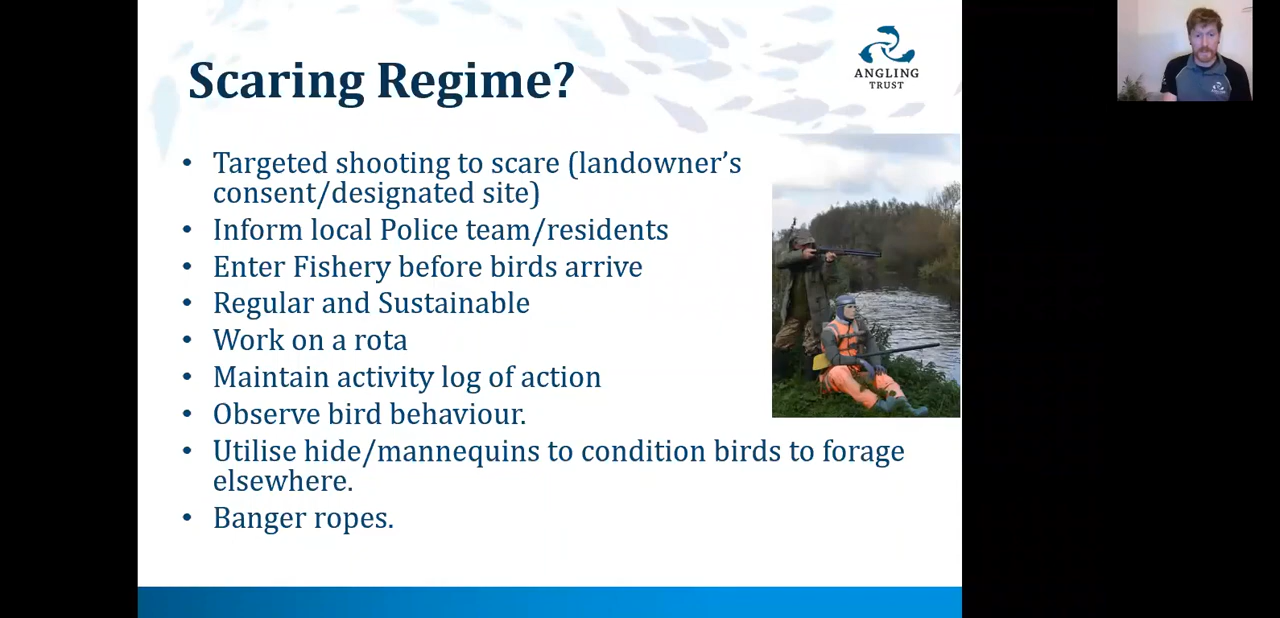 Scaring Regime?
ANGLING
TRUST
• Targeted shooting to scare (landowner’s
consent/designated site)
• Inform local Police team/residents
• Enter Fishery before birds arrive
• Regular and Sustainable
• Work on a rota
• Maintain activity log of action
• Observe bird behaviour.
• Utilise hide/mannequins to condition birds to forage
elsewhere.
• Banger ropes.